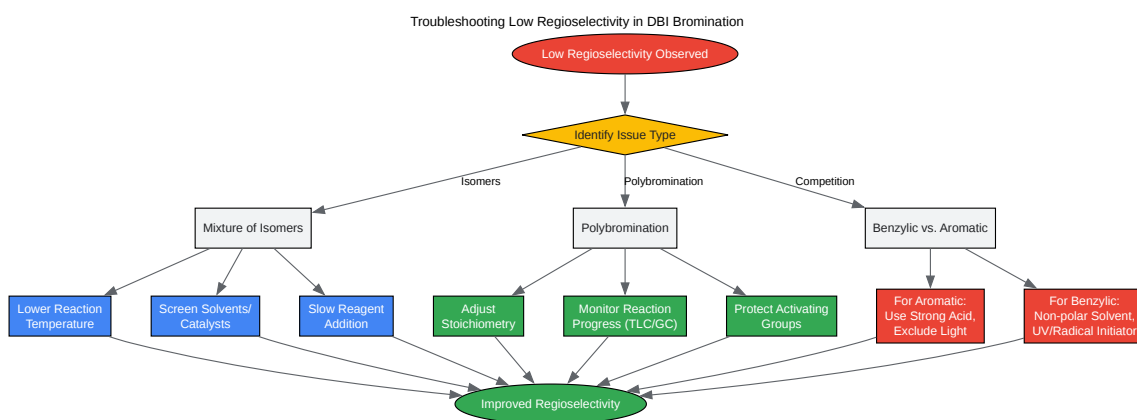 Troubleshooting Low Regioselectivity in DBI Bromination
Low Regioselectivity Observed
Identify Issue Type
Isomers
Polybromination
Competition
Mixture of Isomers
Polybromination
Benzylic vs. Aromatic
Lower Reaction
Temperature
Screen Solvents/
Catalysts
Slow Reagent
Addition
Adjust
Stoichiometry
Monitor Reaction
Progress (TLC/GC)
Protect Activating
Groups
For Aromatic:
Use Strong Acid,
Exclude Light
For Benzylic:
Non-polar Solvent,
UV/Radical Initiator
Improved Regioselectivity